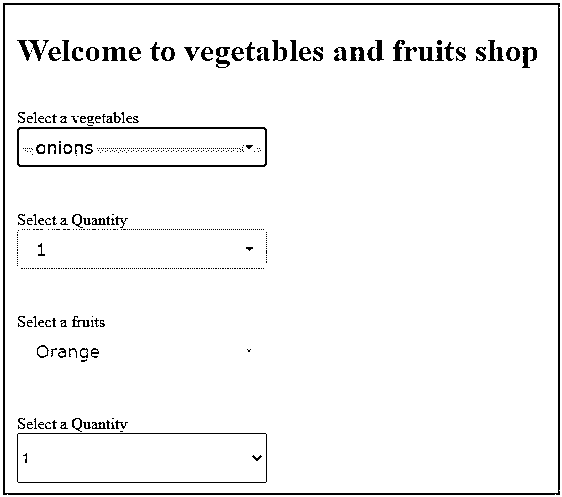 Welcome to vegetables and fruits shop
Select a vegetables
onions
Select a Quantity
1
Select a fruits
Orange
Select a Quantity
1